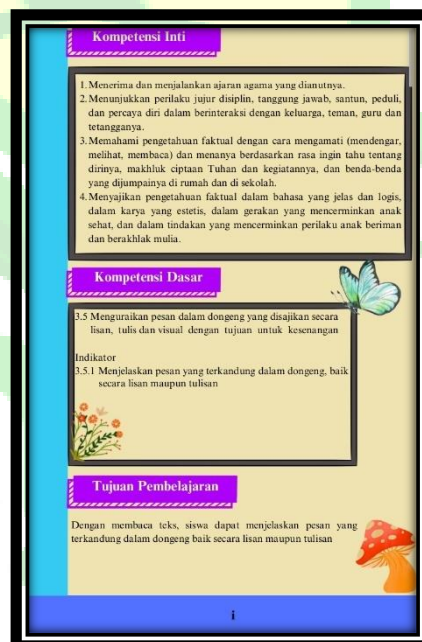 Kompetensi Inti
1. Menerima dan menjalankan ajaran agama yang dianutnya.
2. Menunjukkan perilaku jujur disiplin, tanggung jawab, santun, peduli,
dan percaya diri dalam berinteraksi dengan keluarga, teman, guru dan
tetangganya.
3. Memahami pengetahuan faktual dengan cara mengamati (mendengar,
melihat, membaca) dan menanya berdasarkan rasa ingin tahu tentang
dirinya, makhluk ciptaan Tuhan dan kegiatannya, dan benda-benda
yang dijumpainya di rumah dan di sekolah.
4. Menyajikan pengetahuan faktual dalam bahasa yang jelas dan logis,
dalam karya yang estetis, dalam gerakan yang mencerminkan anak
sehat, dan dalam tindakan yang mencerminkan perilaku anak beriman
dan berakhlak mulia.
Kompetensi Dasar
3.5 Menguraikan pesan dalam dongeng yang disajikan secara
lisan, tulis dan visual dengan tujuan untuk kesenangan
Indikator
3.5.1 Menjelaskan pesan yang terkandung dalam dongeng, baik
secara lisan maupun tulisan
Tujuan Pembelajaran
Dengan membaca teks, siswa dapat menjelaskan pesan yang
terkandung dalam dongeng baik secara lisan maupun tulisan
i